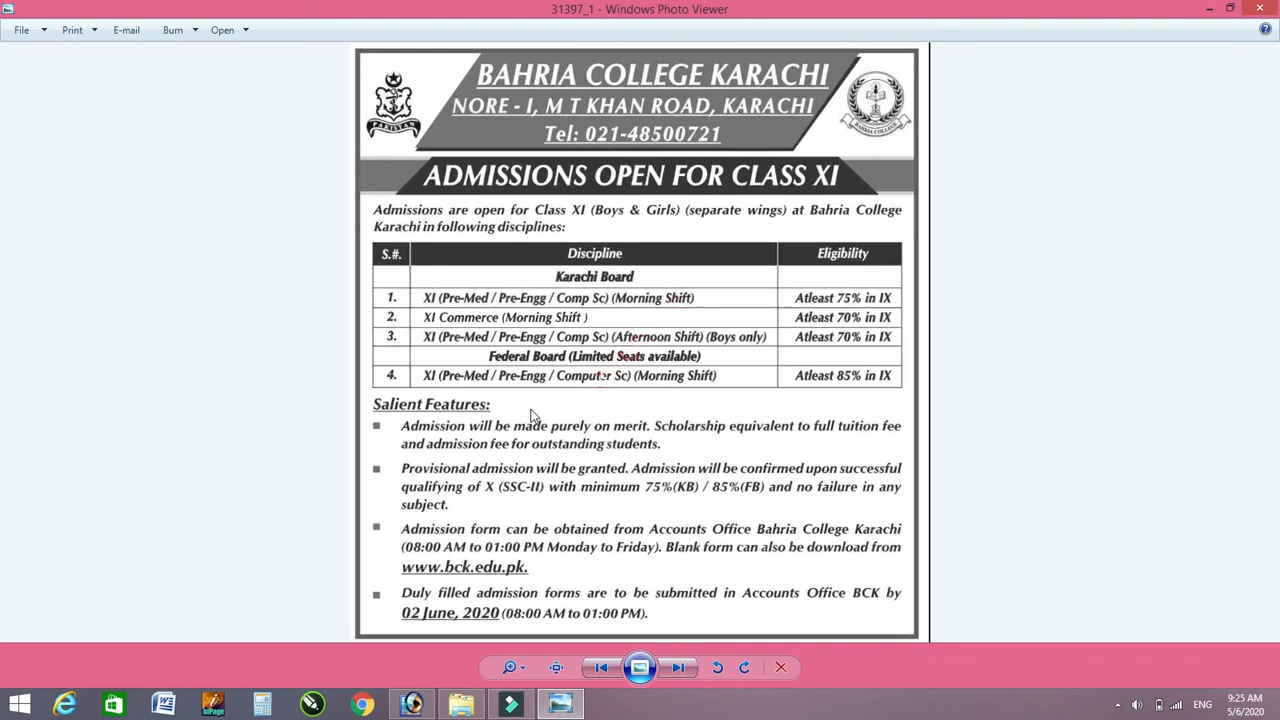 31397_1 - Windows Photo Viewer
File Print E-mail Burn Open
BAHRIA COLLEGE KARACHI
NORE - I, M T KHAN ROAD, KARACHI
Tel: 021-48500721
PAKISTAN
BAHRIA COLLEGE
ADMISSIONS OPEN FOR CLASS XI
Admissions are open for Class XI (Boys & Girls) (separate wings) at Bahria College
Karachi in following disciplines:
S.#. Discipline Eligibility
Karachi Board
1. XI (Pre-Med / Pre-Engg / Comp Sc) (Morning Shift) Atleast 75% in IX
2. XI Commerce (Morning Shift ) Atleast 70% in IX
3. XI (Pre-Med / Pre-Engg / Comp Sc) (Afternoon Shift) (Boys only) Atleast 70% in IX
Federal Board (Limited Seats available)
4. XI (Pre-Med / Pre-Engg / Computer Sc) (Morning Shift) Atleast 85% in IX
Salient Features:
Admission will be made purely on merit. Scholarship equivalent to full tuition fee
and admission fee for outstanding students.
Provisional admission will be granted. Admission will be confirmed upon successful
qualifying of X (SSC-II) with minimum 75%(KB) / 85%(FB) and no failure in any
subject.
Admission form can be obtained from Accounts Office Bahria College Karachi
(08:00 AM to 01:00 PM Monday to Friday). Blank form can also be download from
www.bck.edu.pk.
Duly filled admission forms are to be submitted in Accounts Office BCK by
02 June, 2020 (08:00 AM to 01:00 PM).
InPage
ENG
9:25 AM
5/6/2020